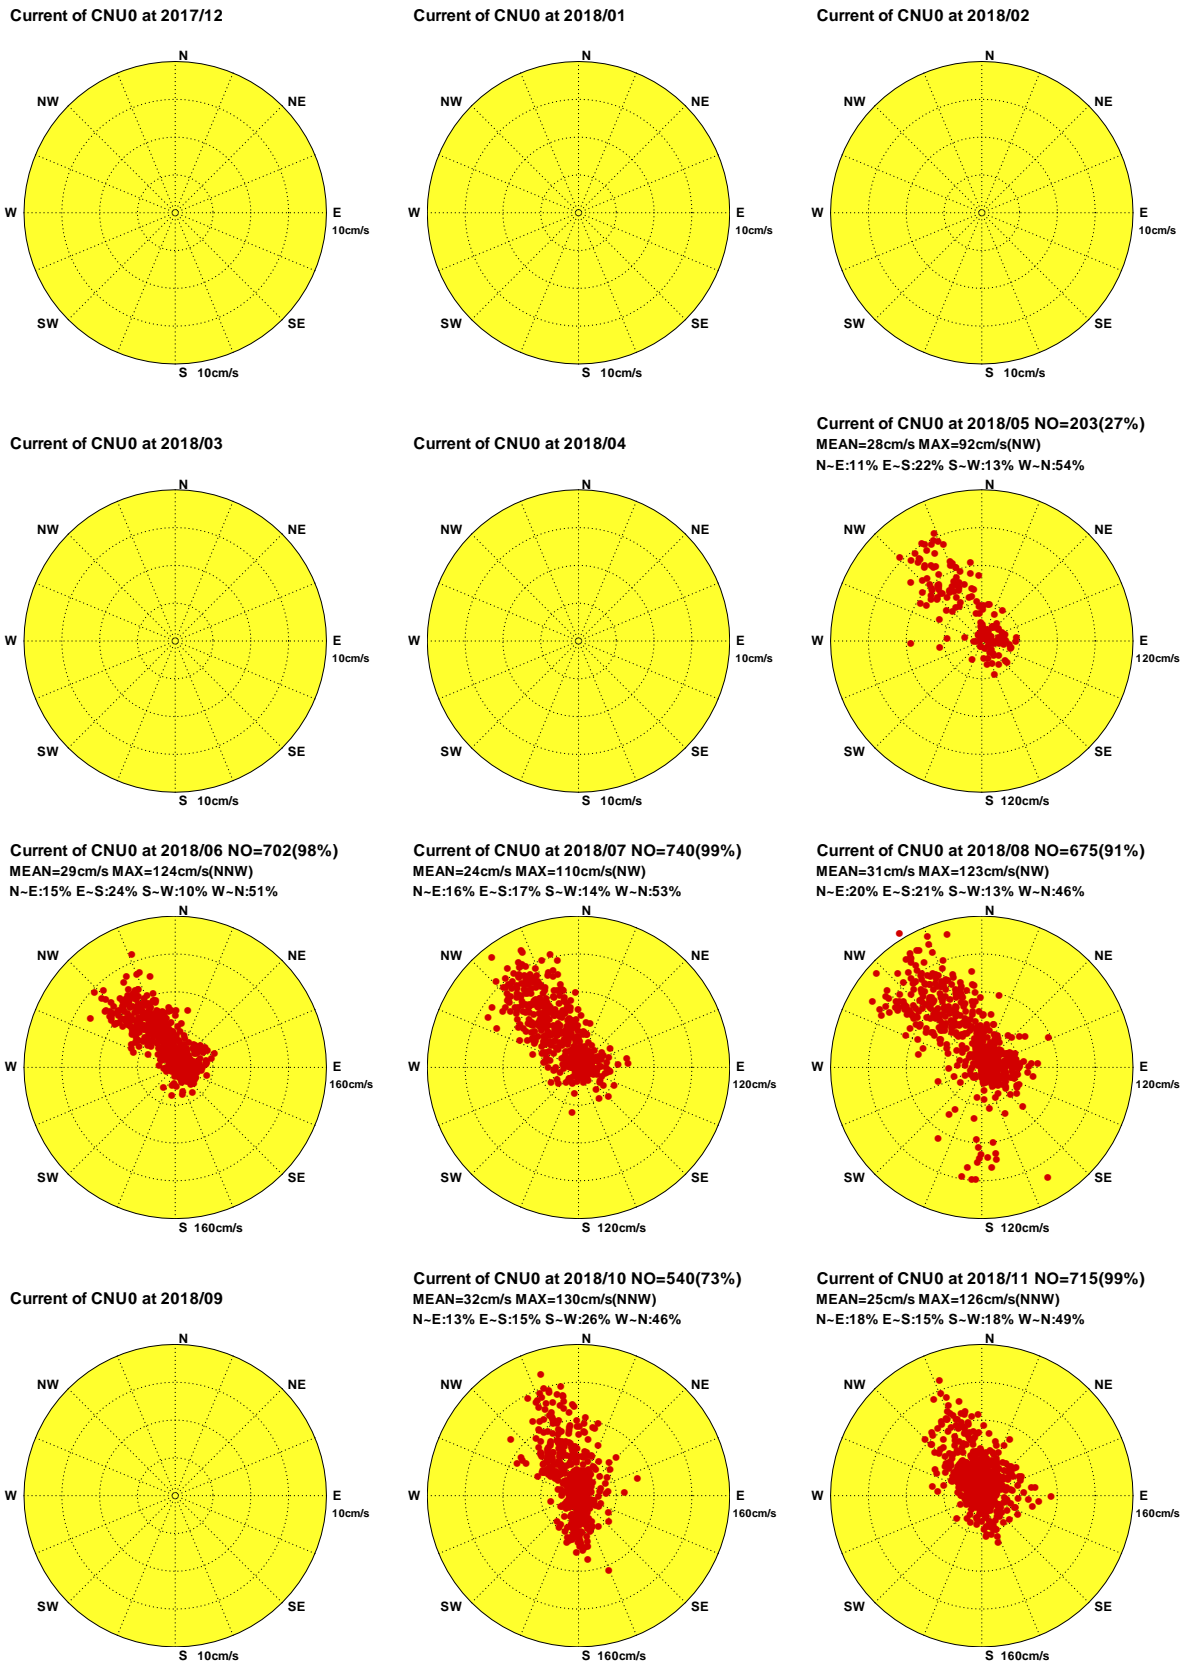 Current of CNU0 at 2017/12
N
NW
NE
W
E
10cm/s
SW
SE
S 10cm/s
Current of CNU0 at 2018/01
N
NW
NE
W
E
10cm/s
SW
SE
S 10cm/s
Current of CNU0 at 2018/02
N
NW
NE
W
E
10cm/s
SW
SE
S 10cm/s
Current of CNU0 at 2018/03
N
NW
NE
W
E
10cm/s
SW
SE
S 10cm/s
Current of CNU0 at 2018/04
N
NW
NE
W
E
10cm/s
SW
SE
S 10cm/s
Current of CNU0 at 2018/05 NO=203(27%)
MEAN=28cm/s MAX=92cm/s(NW)
N~E:11% E~S:22% S~W:13% W~N:54%
N
NW
NE
W
E
120cm/s
SW
SE
S 120cm/s
Current of CNU0 at 2018/06 NO=702(98%)
MEAN=29cm/s MAX=124cm/s(NNW)
N~E:15% E~S:24% S~W:10% W~N:51%
N
NW
NE
W
E
160cm/s
SW
SE
S 160cm/s
Current of CNU0 at 2018/07 NO=740(99%)
MEAN=24cm/s MAX=110cm/s(NW)
N~E:16% E~S:17% S~W:14% W~N:53%
N
NW
NE
W
E
120cm/s
SW
SE
S 120cm/s
Current of CNU0 at 2018/08 NO=675(91%)
MEAN=31cm/s MAX=123cm/s(NW)
N~E:20% E~S:21% S~W:13% W~N:46%
N
NW
NE
W
E
120cm/s
SW
SE
S 120cm/s
Current of CNU0 at 2018/09
N
NW
NE
W
E
10cm/s
SW
SE
S 10cm/s
Current of CNU0 at 2018/10 NO=540(73%)
MEAN=32cm/s MAX=130cm/s(NNW)
N~E:13% E~S:15% S~W:26% W~N:46%
N
NW
NE
W
E
160cm/s
SW
SE
S 160cm/s
Current of CNU0 at 2018/11 NO=715(99%)
MEAN=25cm/s MAX=126cm/s(NNW)
N~E:18% E~S:15% S~W:18% W~N:49%
N
NW
NE
W
E
160cm/s
SW
SE
S 160cm/s